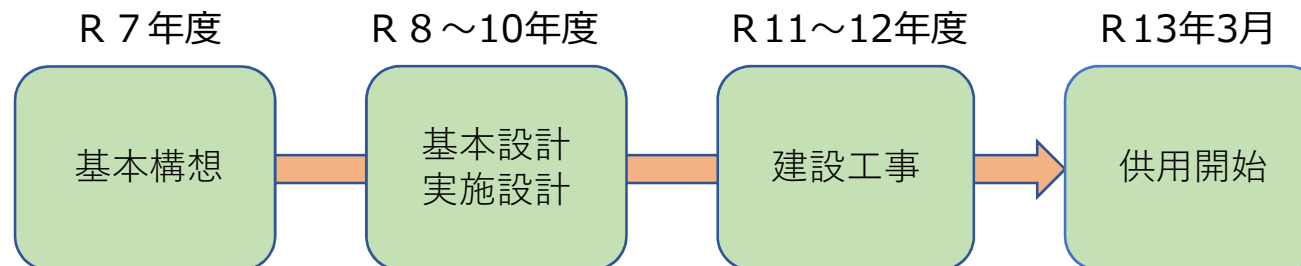 R７年度
R８～10年度
R11～12年度
R13年3月
基本構想
基本設計
実施設計
建設工事
供用開始